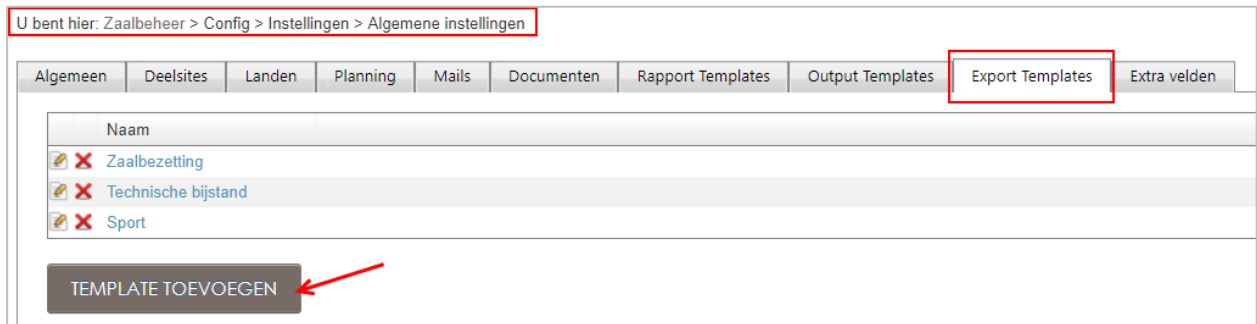 U bent hier: Zaalbeheer > Config > Instellingen > Algemene instellingen
Algemeen Deelsites Landen Planning Mails Documenten Rapport Templates Output Templates Export Templates Extra velden
Naam
Zaalbezetting
Technische bijstand
Sport
TEMPLATE TOEVOEGEN